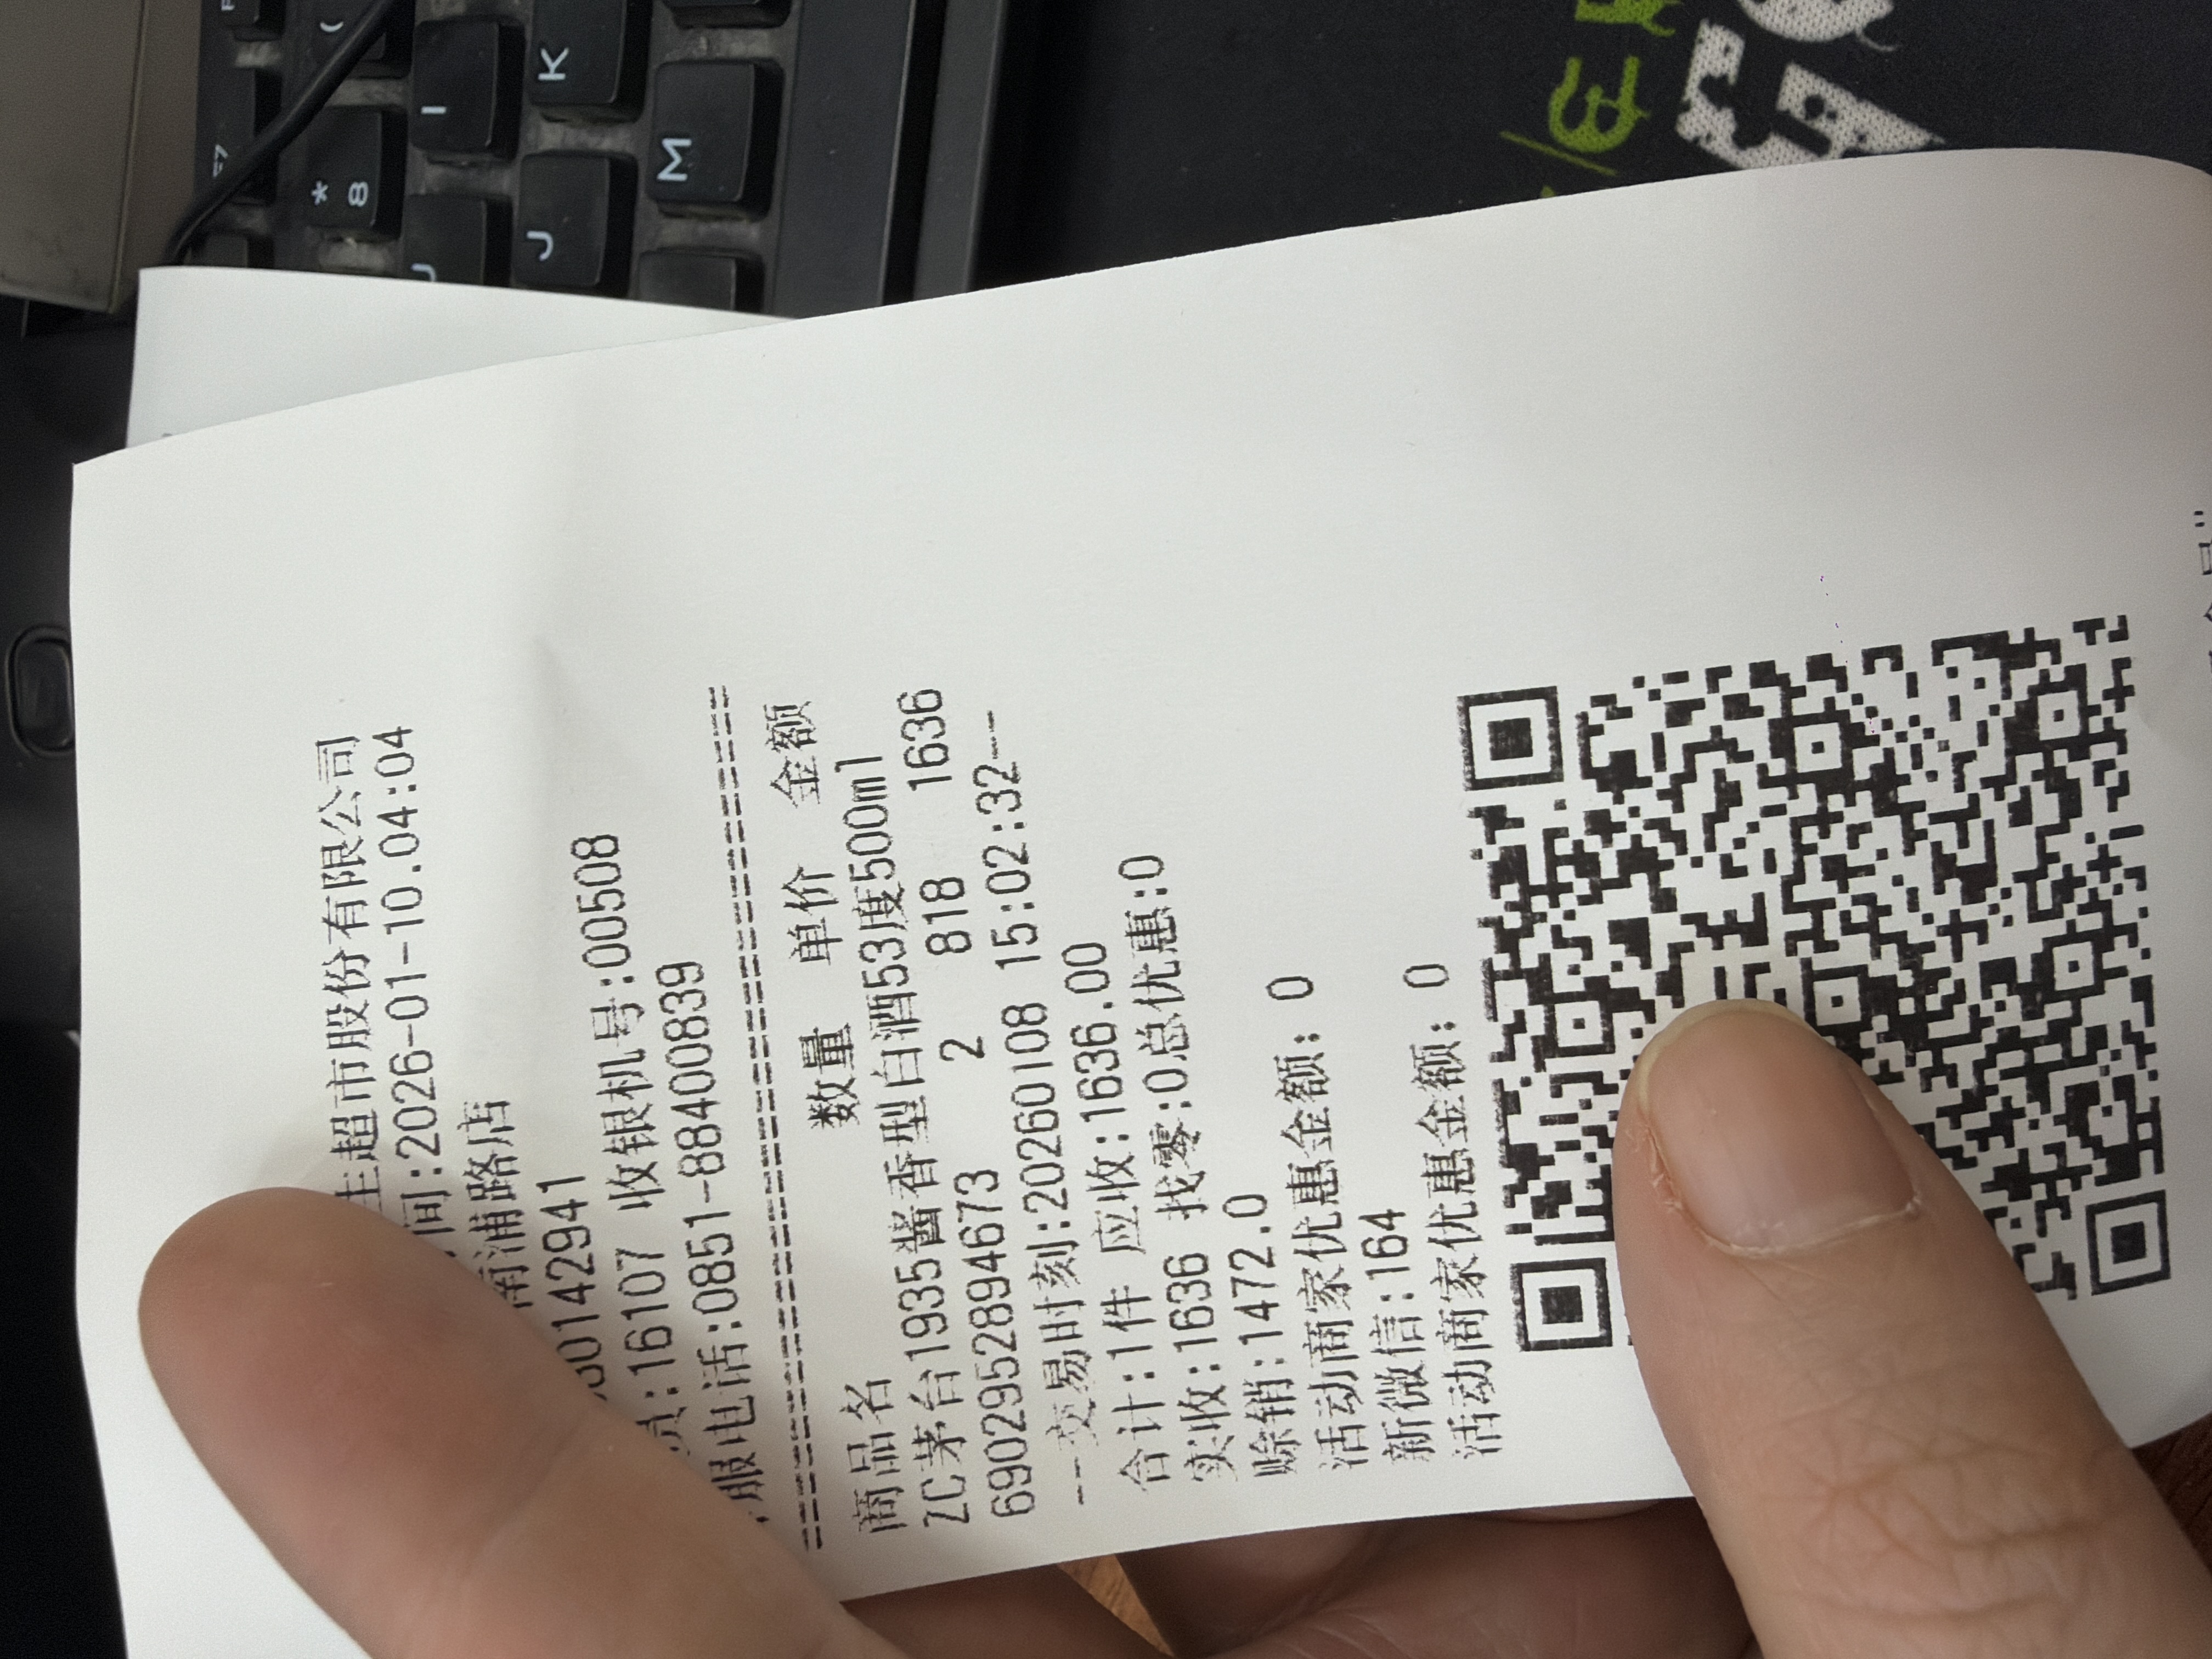 超市股份有限公司
间:2026-01-10.04:04
南浦路店
30142941
员:16107 收银机号:00508
服电话:0851-88400839
商品名 数量 单价 金额
ZC茅台1935酱香型白酒53度500ml
6902952894673 2 818 1636
--交易时刻:20260108 15:02:32--
合计:1件 应收:1636.00
实收:1636 找零:0总优惠:0
赊销:1472.0
活动商家优惠金额: 0
新微信:164
活动商家优惠金额: 0
F7
* 8
I
K
J
M